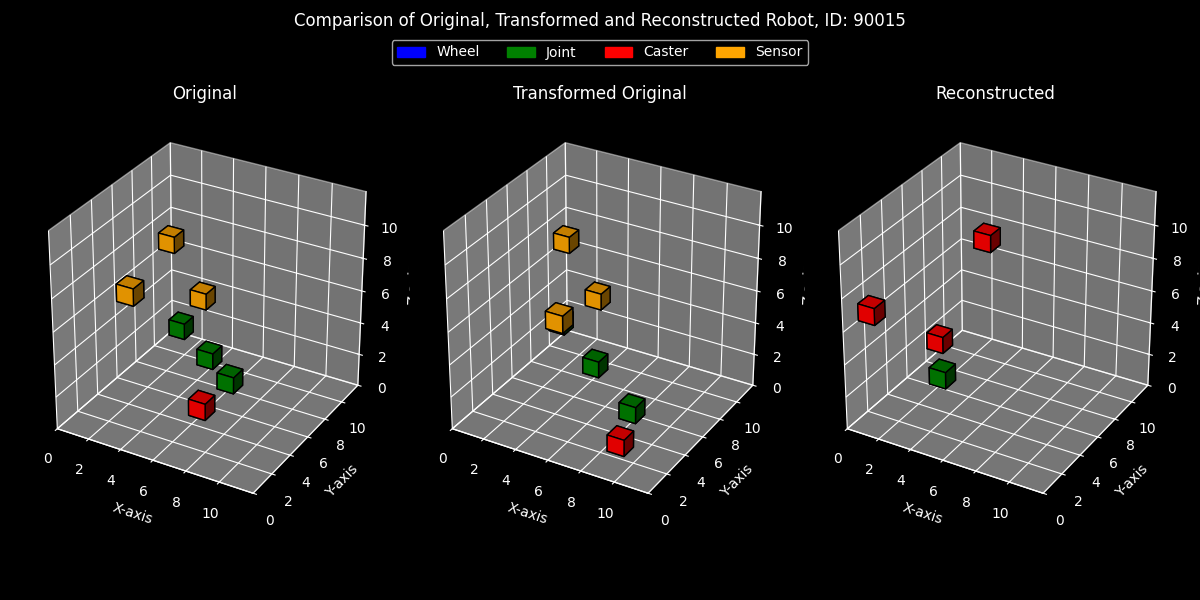 Comparison of Original, Transformed and Reconstructed Robot, ID: 90015
Wheel Joint Caster Sensor
Original Transformed Original Reconstructed
10 10 10
8 8 8
6 6 6
4 4 4
2 2 2
0 0 0
0 2 4 6 8 10 0 2 4 6 8 10 0 2 4 6 8 10
0 2 4 6 8 10 0 2 4 6 8 10 0 2 4 6 8 10
X-axis Y-axis X-axis Y-axis X-axis Y-axis